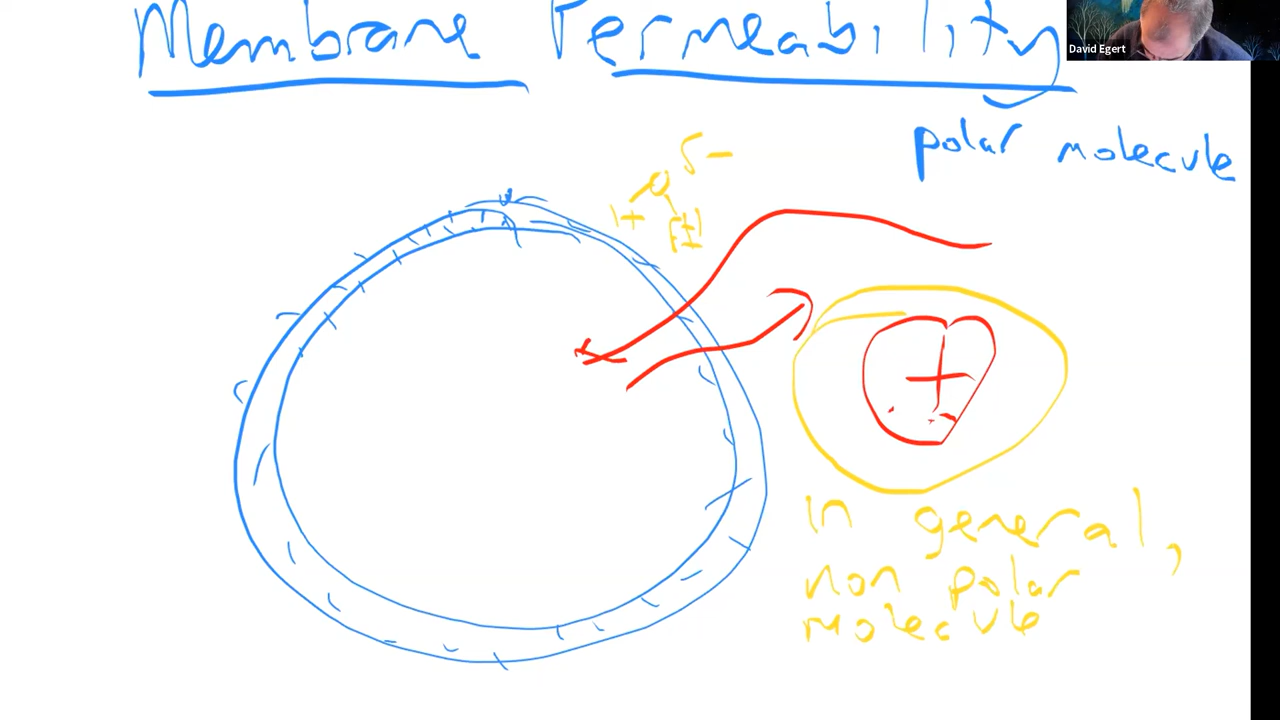 Membrane Permeability
David Egert
polar molecule
δ-
O
H+
H+
+
In general,
non polar
molecule